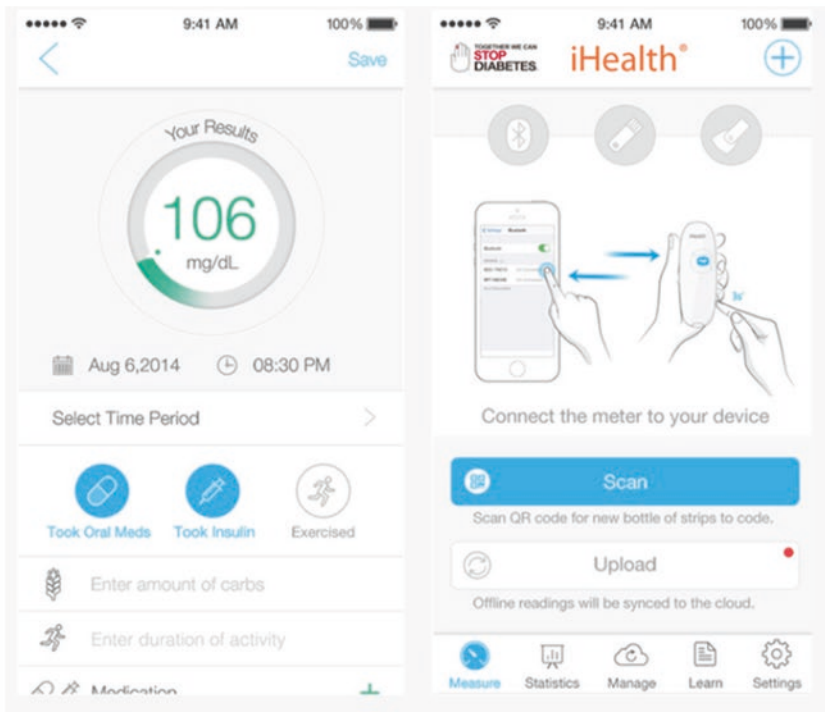 9:41 AM
100%
Save
Your Results
106
mg/dL
Aug 6,2014
08:30 PM
Select Time Period
Took Oral Meds
Took Insulin
Exercised
Enter amount of carbs
Enter duration of activity
Medication
9:41 AM
100%
TOGETHER WE CAN
STOP
DIABETES
iHealth®
Bluetooth
Connect the meter to your device
Scan
Scan QR code for new bottle of strips to code.
Upload
Offline readings will be synced to the cloud.
Measure
Statistics
Manage
Learn
Settings